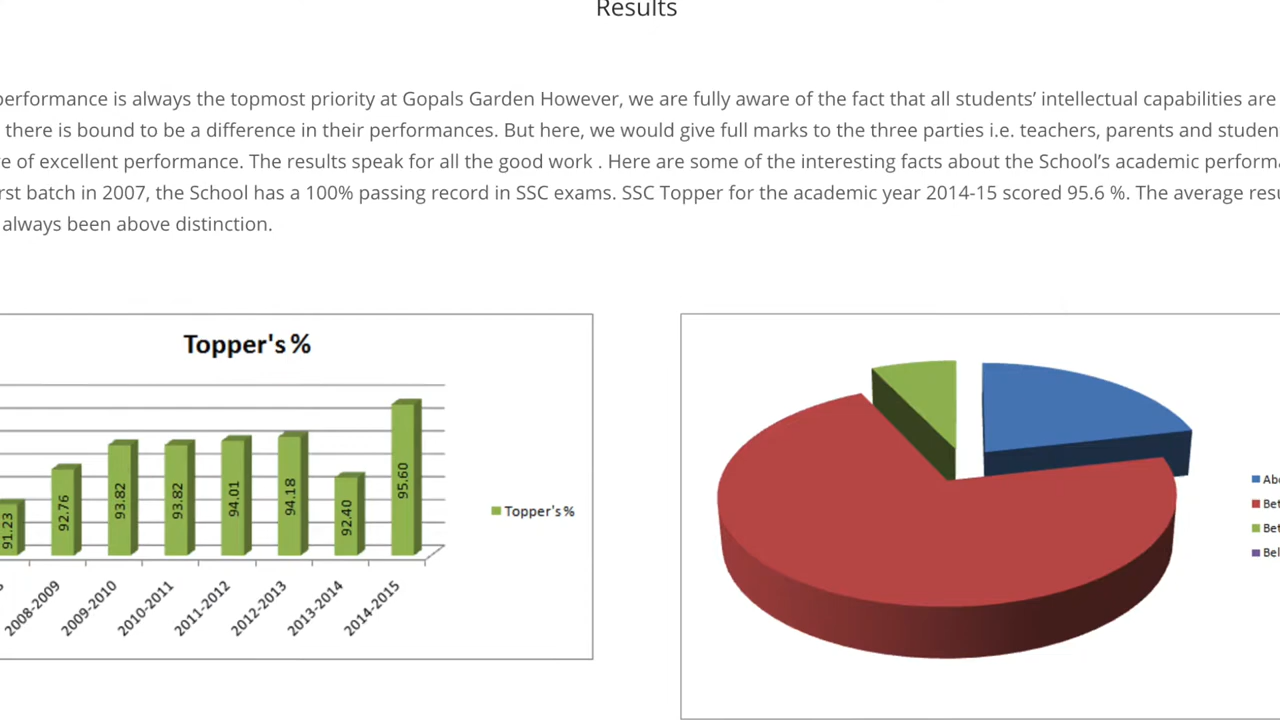 Results
performance is always the topmost priority at Gopals Garden However, we are fully aware of the fact that all students’ intellectual capabilities are
there is bound to be a difference in their performances. But here, we would give full marks to the three parties i.e. teachers, parents and
of excellent performance. The results speak for all the good work . Here are some of the interesting facts about the School’s academic
batch in 2007, the School has a 100% passing record in SSC exams. SSC Topper for the academic year 2014-15 scored 95.6 %. The average
always been above distinction.
Topper's %
91.23
92.76
93.82
93.82
94.01
94.18
92.40
95.60
Topper's %
2008-2009
2009-2010
2010-2011
2011-2012
2012-2013
2013-2014
2014-2015